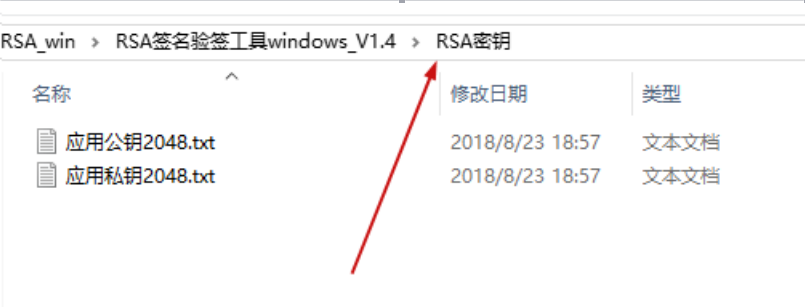 RSA_win > RSA签名验签工具windows_V1.4 > RSA密钥
名称 修改日期 类型
应用公钥2048.txt 2018/8/23 18:57 文本文档
应用私钥2048.txt 2018/8/23 18:57 文本文档